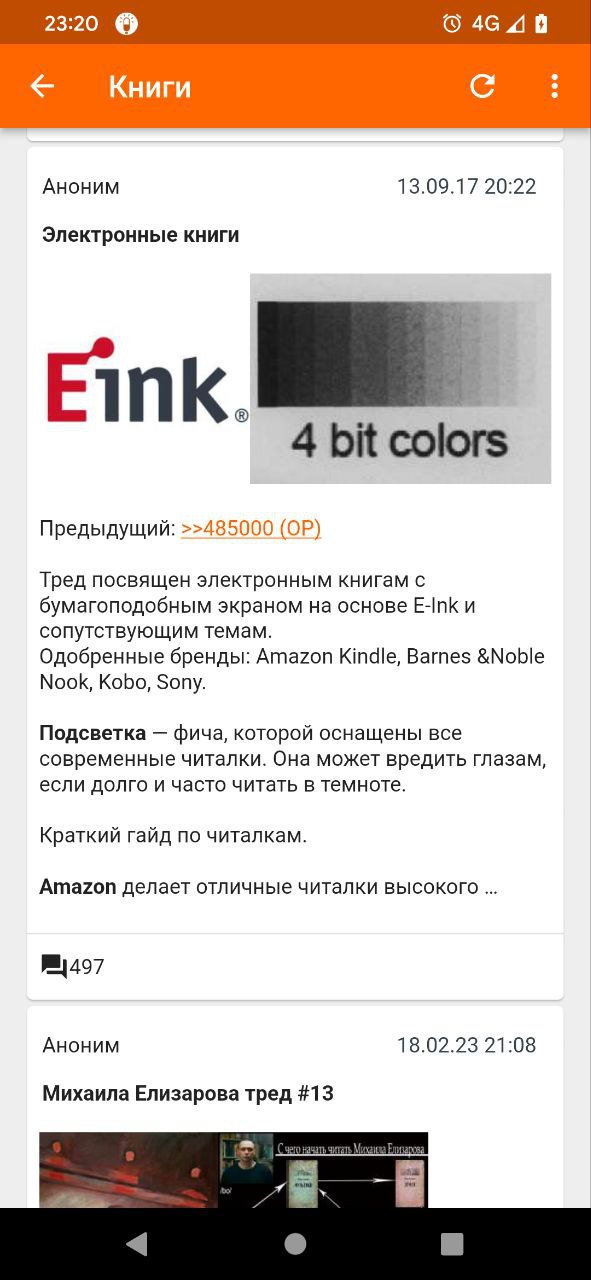 23:20
4G
Книги
Аноним
13.09.17 20:22
Электронные книги
Eink®
4 bit colors
Предыдущий: >>485000 (OP)
Тред посвящен электронным книгам с
бумагоподобным экраном на основе E-Ink и
сопутствующим темам.
Одобренные бренды: Amazon Kindle, Barnes &Noble
Nook, Kobo, Sony.
Подсветка — фича, которой оснащены все
современные читалки. Она может вредить глазам,
если долго и часто читать в темноте.
Краткий гайд по читалкам.
Amazon делает отличные читалки высокого ...
497
Аноним
18.02.23 21:08
Михаила Елизарова тред #13
С чего начать читать Михаила Елизарова
/bo/